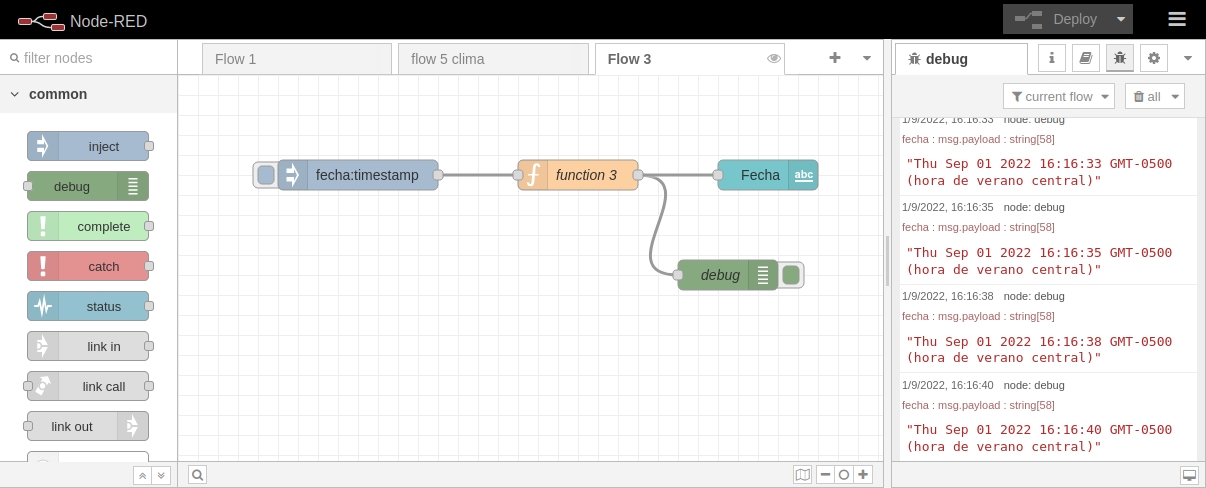 Node-RED
Deploy
filter nodes
Flow 1
flow 5 clima
Flow 3
debug
common
current flow
all
inject
debug
complete
catch
status
link in
link call
link out
fecha:timestamp
function 3
Fecha
abc
debug
1/9/2022, 16:16:33 node: debug
fecha : msg.payload : string[58]
"Thu Sep 01 2022 16:16:33 GMT-0500
(hora de verano central)"
1/9/2022, 16:16:35 node: debug
fecha : msg.payload : string[58]
"Thu Sep 01 2022 16:16:35 GMT-0500
(hora de verano central)"
1/9/2022, 16:16:38 node: debug
fecha : msg.payload : string[58]
"Thu Sep 01 2022 16:16:38 GMT-0500
(hora de verano central)"
1/9/2022, 16:16:40 node: debug
fecha : msg.payload : string[58]
"Thu Sep 01 2022 16:16:40 GMT-0500
(hora de verano central)"